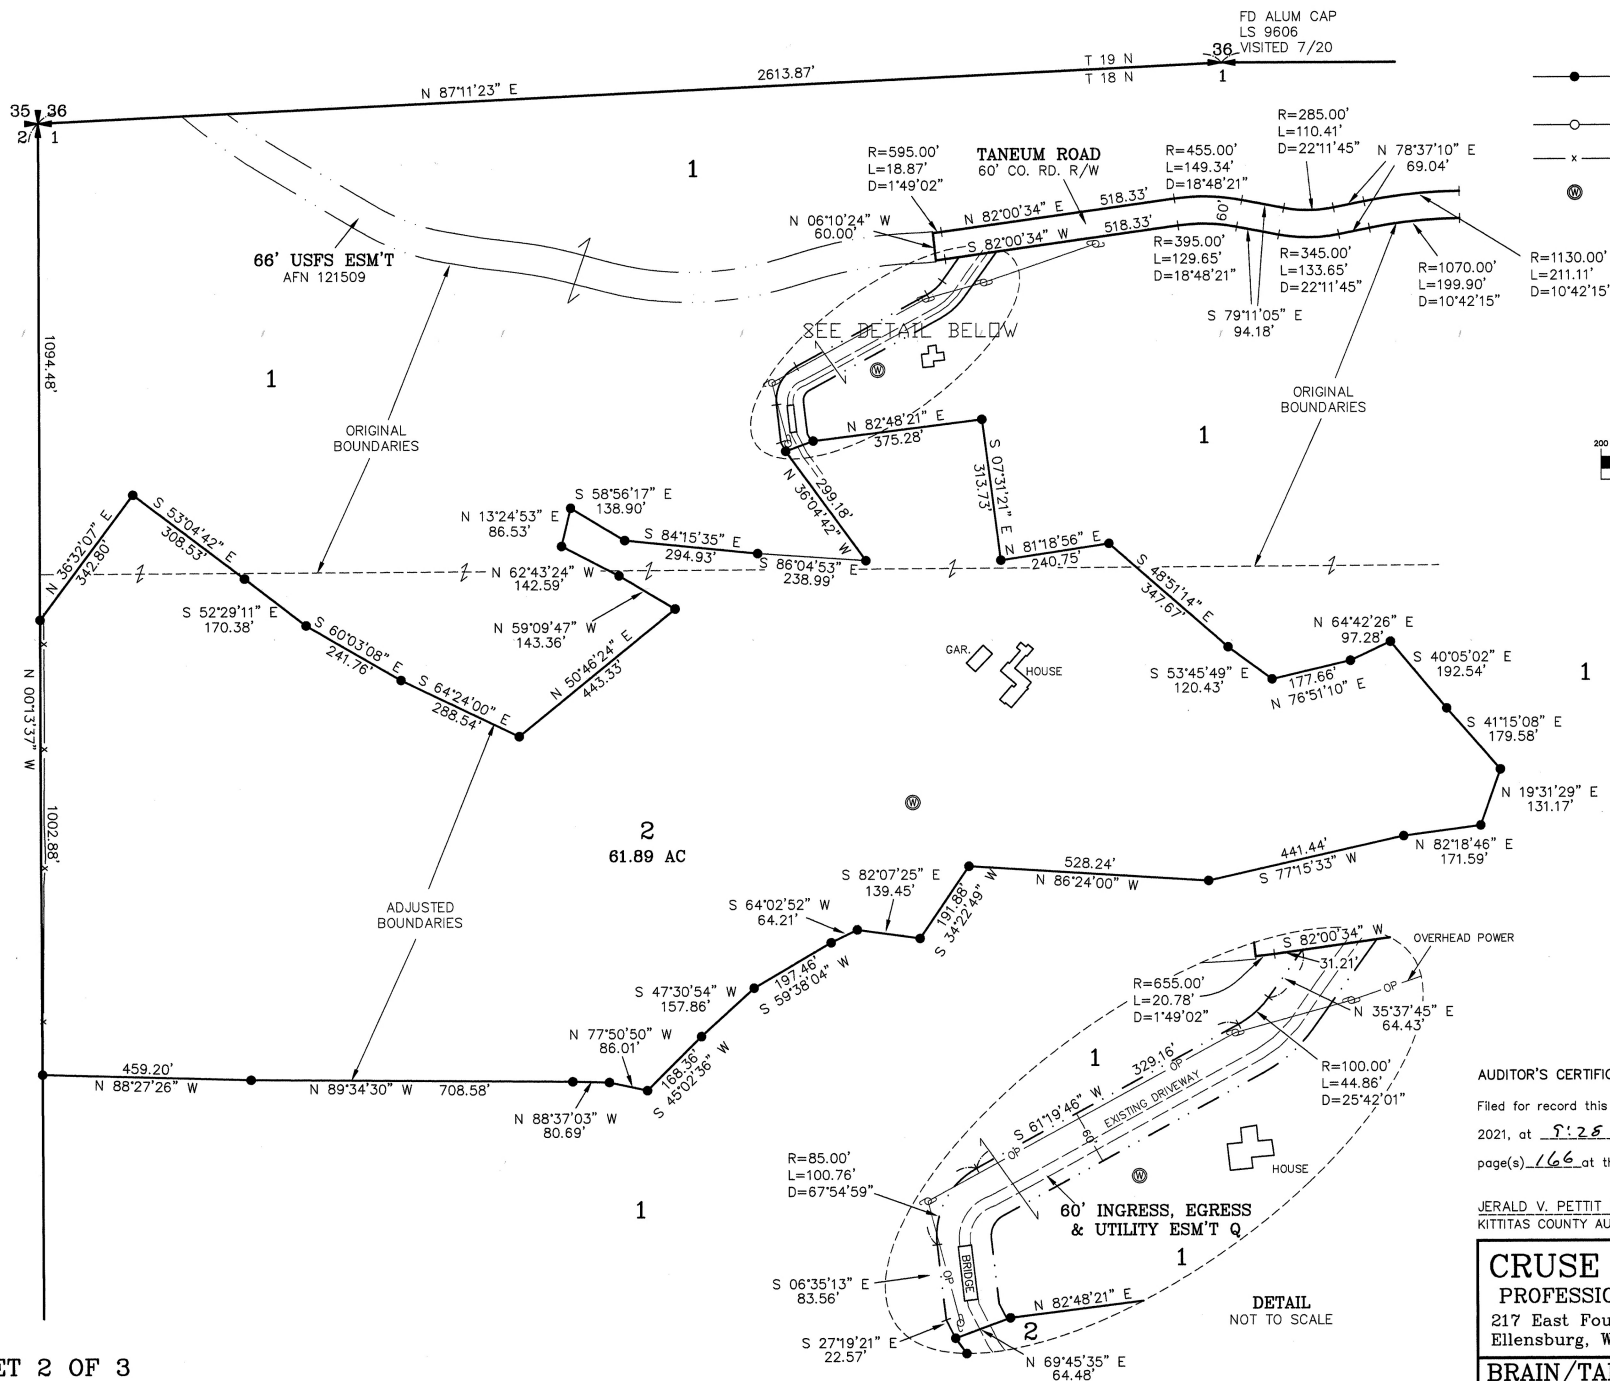 FD ALUM CAP
LS 9606
VISITED 7/20
36
1
T 19 N
T 18 N
2613.87'
N 87°11'23" E
35
36
2
1
R=285.00'
L=110.41'
D=22°11'45"
N 78°37'10" E
69.04'
R=455.00'
L=149.34'
D=18°48'21"
R=595.00'
L=18.87'
D=1°49'02"
TANEUM ROAD
60' CO. RD. R/W
518.33'
N 82°00'34" E
60'
N 06°10'24" W
60.00'
S 82°00'34" W
518.33'
1
66' USFS ESM'T
AFN 121509
R=395.00'
L=129.65'
D=18°48'21"
R=345.00'
L=133.65'
D=22°11'45"
R=1070.00'
L=199.90'
D=10°42'15"
R=1130.00'
L=211.11'
D=10°42'15"
S 79°11'05" E
94.18'
SEE DETAIL BELOW
W
1094.48'
1
ORIGINAL
BOUNDARIES
ORIGINAL
BOUNDARIES
1
200
N 82°48'21" E
375.28'
S 07°31'21" E
313.73'
299.18'
N 36°04'42" W
N 36°32'07" E
342.80'
S 53°04'42" E
308.53'
S 58°56'17" E
138.90'
N 13°24'53" E
86.53'
S 84°15'35" E
294.93'
S 86°04'53" E
238.99'
N 81°18'56" E
240.75'
N 62°43'24" W
142.59'
S 52°29'11" E
170.38'
S 60°03'08" E
241.76'
N 59°09'47" W
143.36'
S 64°24'00" E
288.54'
N 50°46'24" E
443.33'
S 48°51'14" E
347.67'
N 64°42'26" E
97.28'
S 53°45'49" E
120.43'
177.66'
N 76°51'10" E
S 40°05'02" E
192.54'
1
S 41°15'08" E
179.58'
N 19°31'29" E
131.17'
N 82°18'46" E
171.59'
GAR.
HOUSE
N 00°13'37" W
1002.88'
W
2
61.89 AC
441.44'
S 77°15'33" W
528.24'
N 86°24'00" W
S 82°07'25" E
139.45'
191.88'
S 34°22'49" W
S 64°02'52" W
64.21'
ADJUSTED
BOUNDARIES
197.46'
S 59°38'04" W
S 47°30'54" W
157.86'
N 77°50'50" W
86.01'
168.36'
S 45°02'36" W
459.20'
N 88°27'26" W
N 89°34'30" W 708.58'
N 88°37'03" W
80.69'
1
S 82°00'34" W
31.21'
OVERHEAD POWER
OP
R=655.00'
L=20.78'
D=1°49'02"
N 35°37'45" E
64.43'
1
329.16'
S 61°19'46" W
OP
OP
EXISTING DRIVEWAY
60'
R=100.00'
L=44.86'
D=25°42'01"
R=85.00'
L=100.76'
D=67°54'59"
W
HOUSE
60' INGRESS, EGRESS
& UTILITY ESM'T Q
1
S 06°35'13" E
83.56'
OP
BRIDGE
N 82°48'21" E
2
S 27°19'21" E
22.57'
N 69°45'35" E
64.48'
DETAIL
NOT TO SCALE
AUDITOR'S CERTIFIC
Filed for record this
2021, at 9:28
page(s) 166 at th
JERALD V. PETTIT
KITTITAS COUNTY AU
CRUSE
PROFESSIO
217 East Fou
Ellensburg, W
BRAIN/TA
ET 2 OF 3